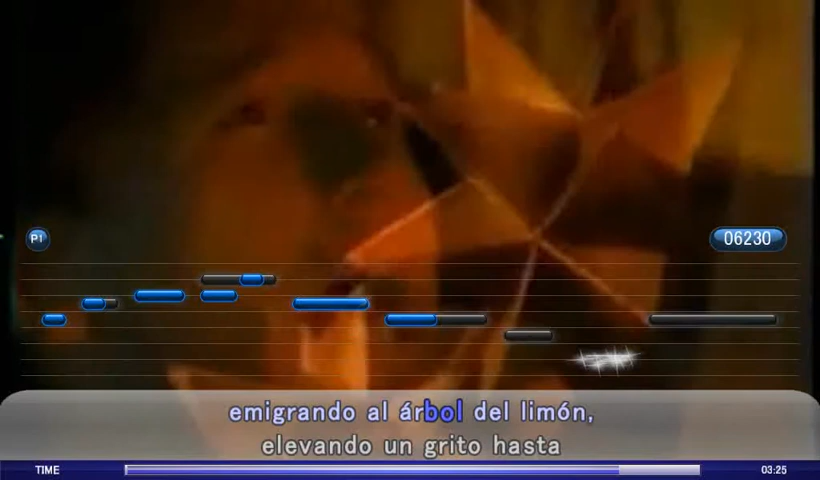 P1
06230
emigrando al árbol del limón,
elevando un grito hasta
TIME 03:25